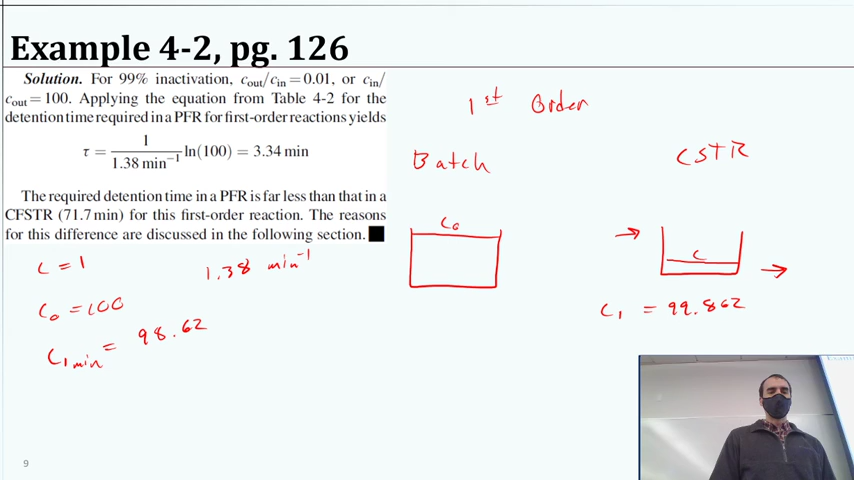 Example 4-2, pg. 126
Solution. For 99% inactivation, cout/cin = 0.01, or cin/
cout = 100. Applying the equation from Table 4-2 for the
detention time required in a PFR for first-order reactions yields
τ = 1/1.38 min⁻¹ ln(100) = 3.34 min
The required detention time in a PFR is far less than that in a
CFSTR (71.7 min) for this first-order reaction. The reasons
for this difference are discussed in the following section.
C = 1
1.38 min⁻¹
C₀ = 100
C₁ min = 98.62
1st Order
Batch
C₀
CSTR
C
C₁ = 99.862
9